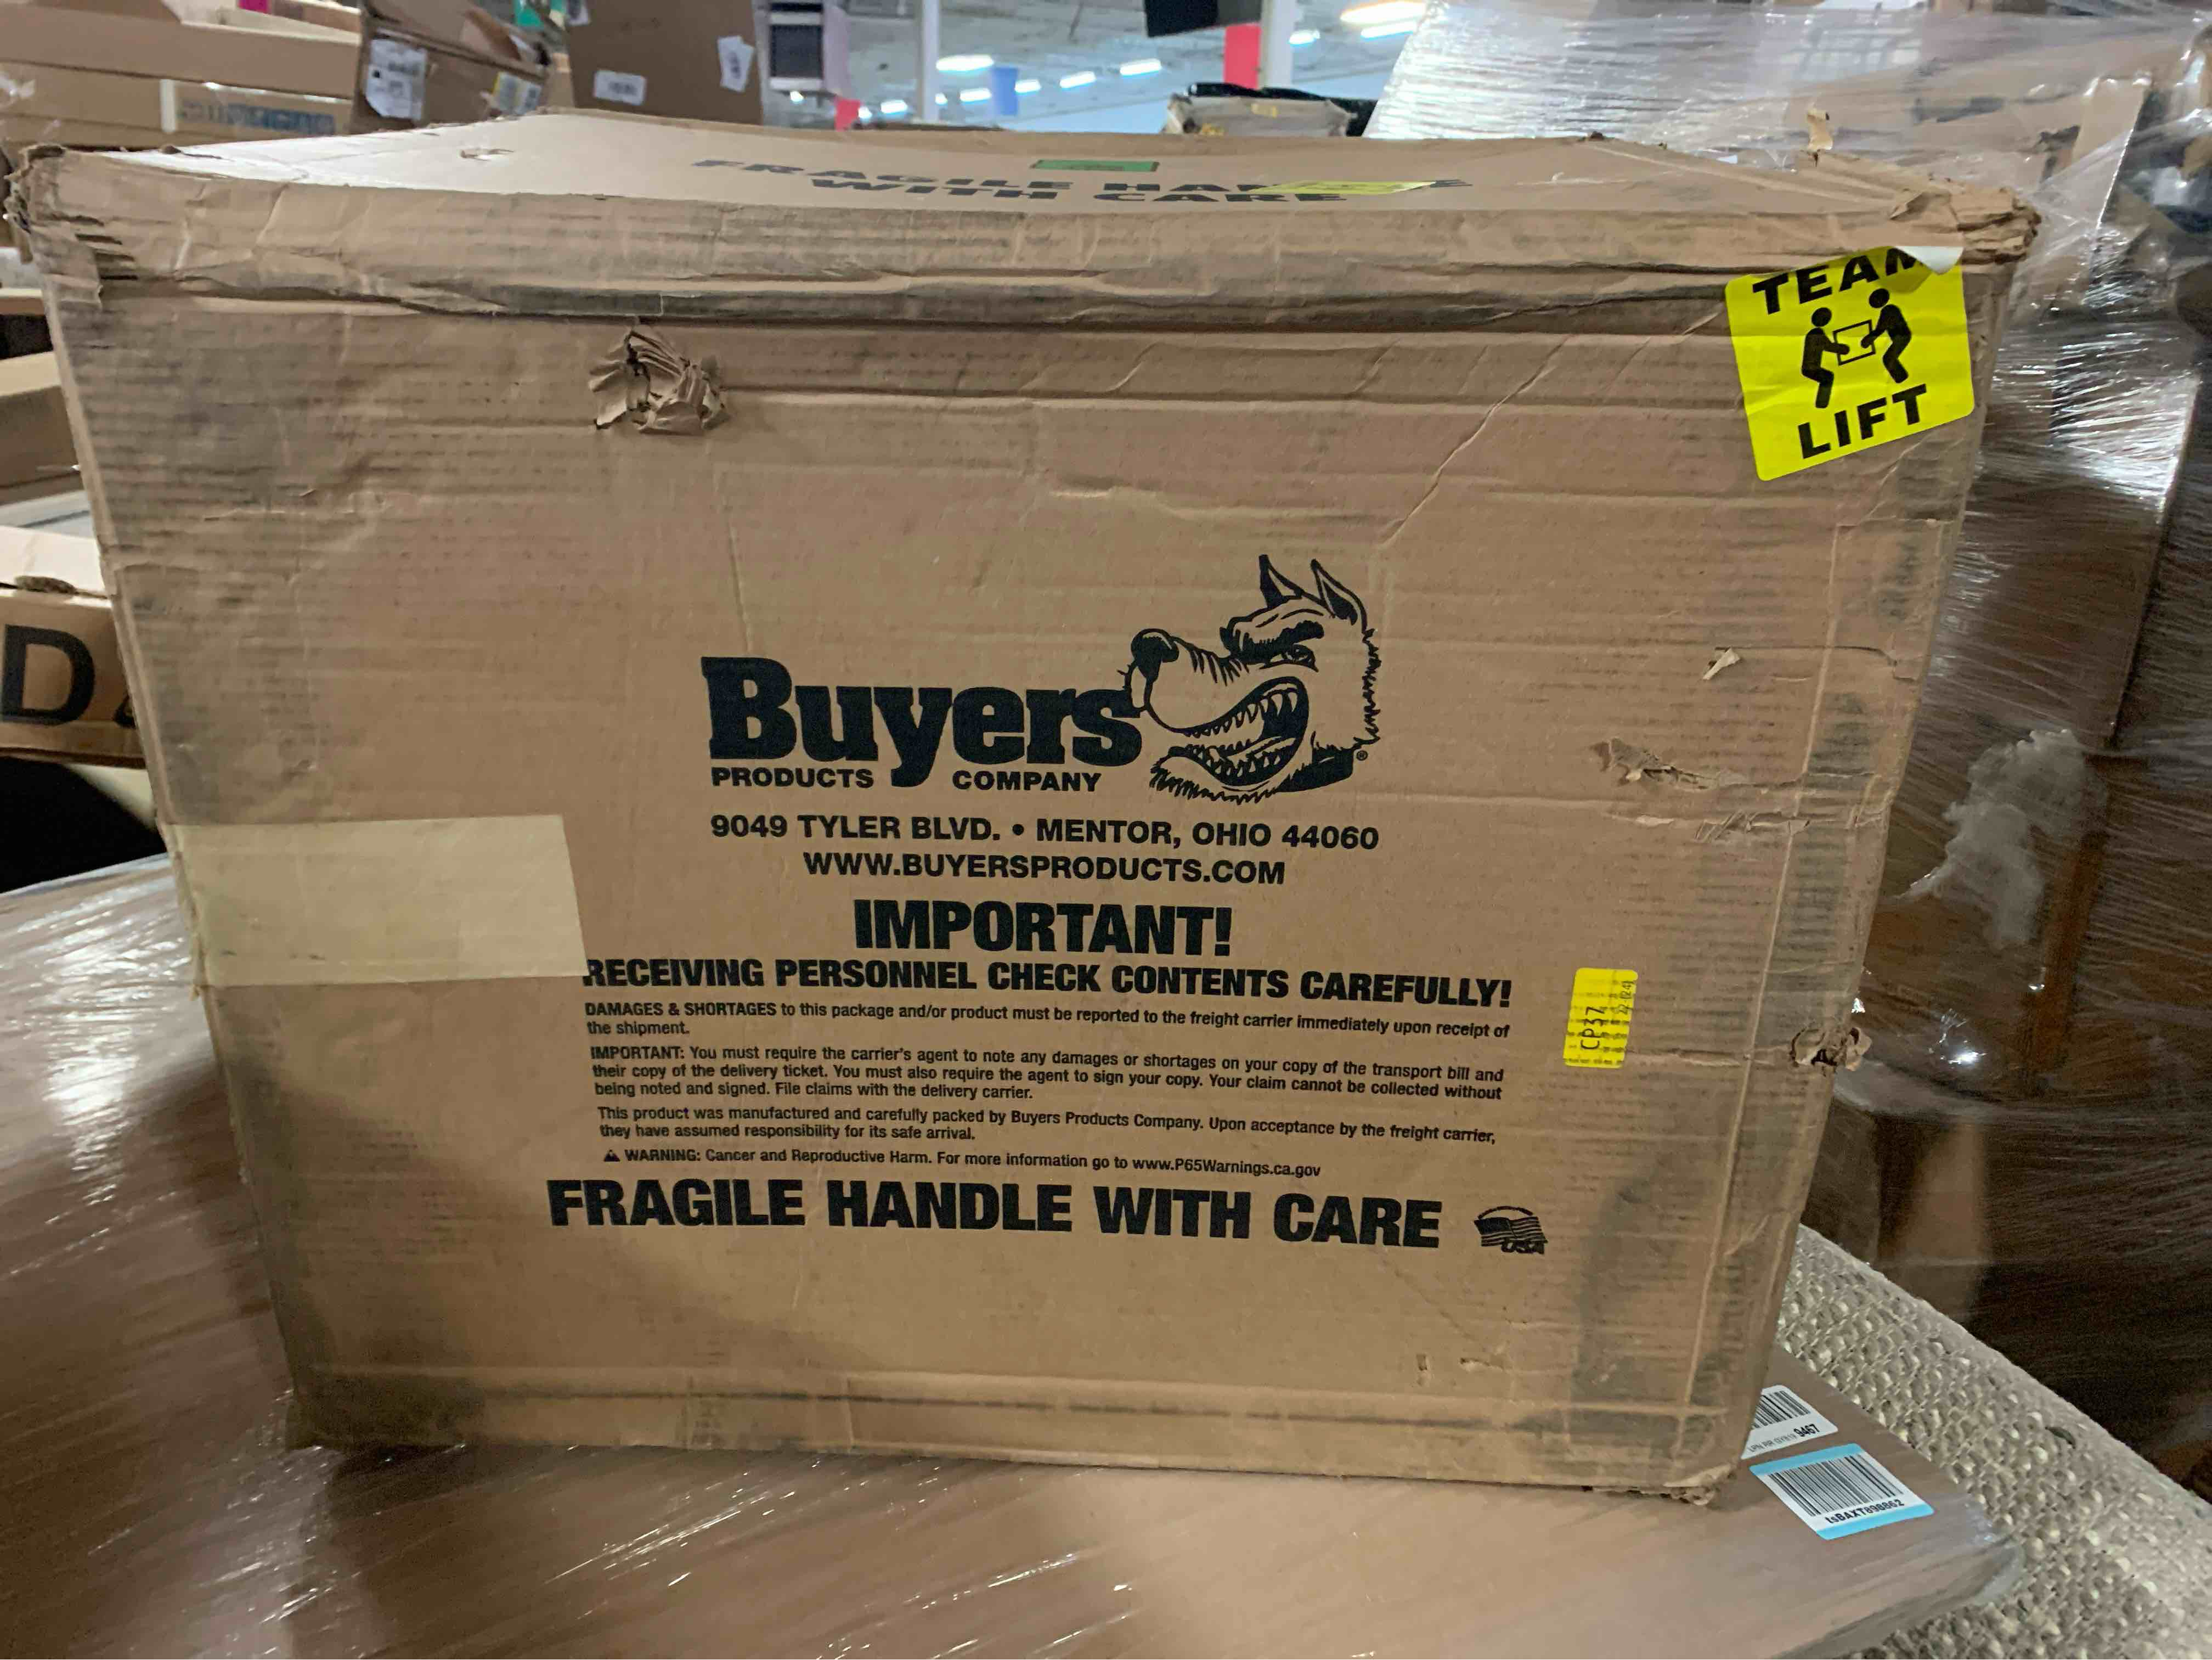 FRAGILE HAN E
WITH CARE
TEAM
LIFT
Buyers
PRODUCTS COMPANY
®
9049 TYLER BLVD. • MENTOR, OHIO 44060
WWW.BUYERSPRODUCTS.COM
IMPORTANT!
RECEIVING PERSONNEL CHECK CONTENTS CAREFULLY!
DAMAGES & SHORTAGES to this package and/or product must be reported to the freight carrier immediately upon receipt of
the shipment.
IMPORTANT: You must require the carrier's agent to note any damages or shortages on your copy of the transport bill and
their copy of the delivery ticket. You must also require the agent to sign your copy. Your claim cannot be collected without
being noted and signed. File claims with the delivery carrier.
This product was manufactured and carefully packed by Buyers Products Company. Upon acceptance by the freight carrier,
they have assumed responsibility for its safe arrival.
WARNING: Cancer and Reproductive Harm. For more information go to www.P65Warnings.ca.gov
FRAGILE HANDLE WITH CARE
USA
CP37
D
9467
LsBAXT898862